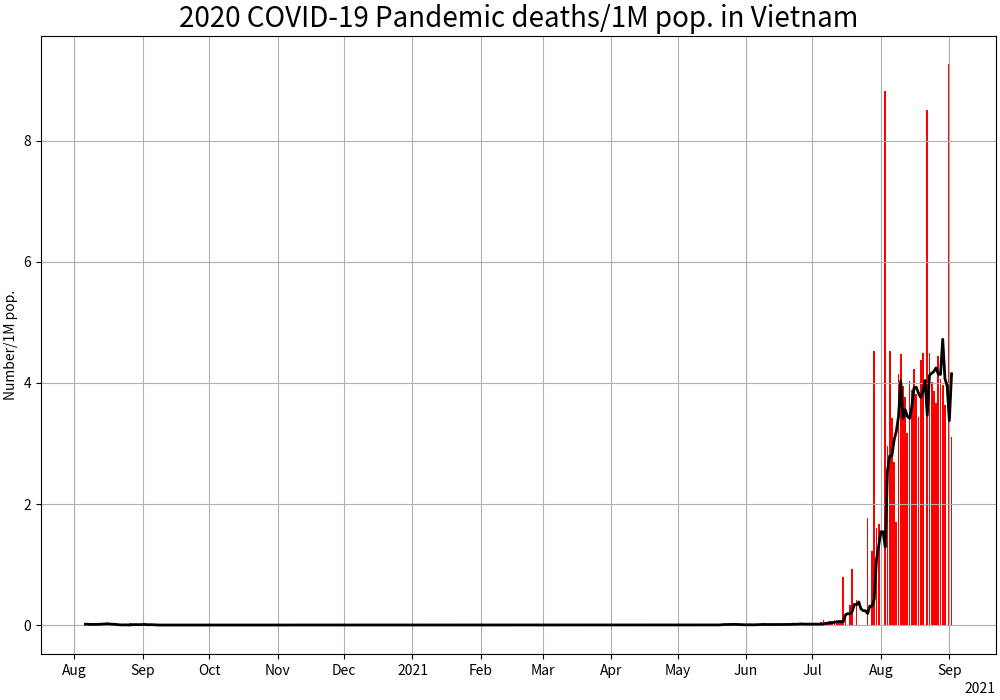 2020 COVID-19 Pandemic deaths/1M pop. in Vietnam
Number/1M pop.
8
6
4
2
0
Aug Sep Oct Nov Dec 2021 Feb Mar Apr May Jun Jul Aug Sep
2021